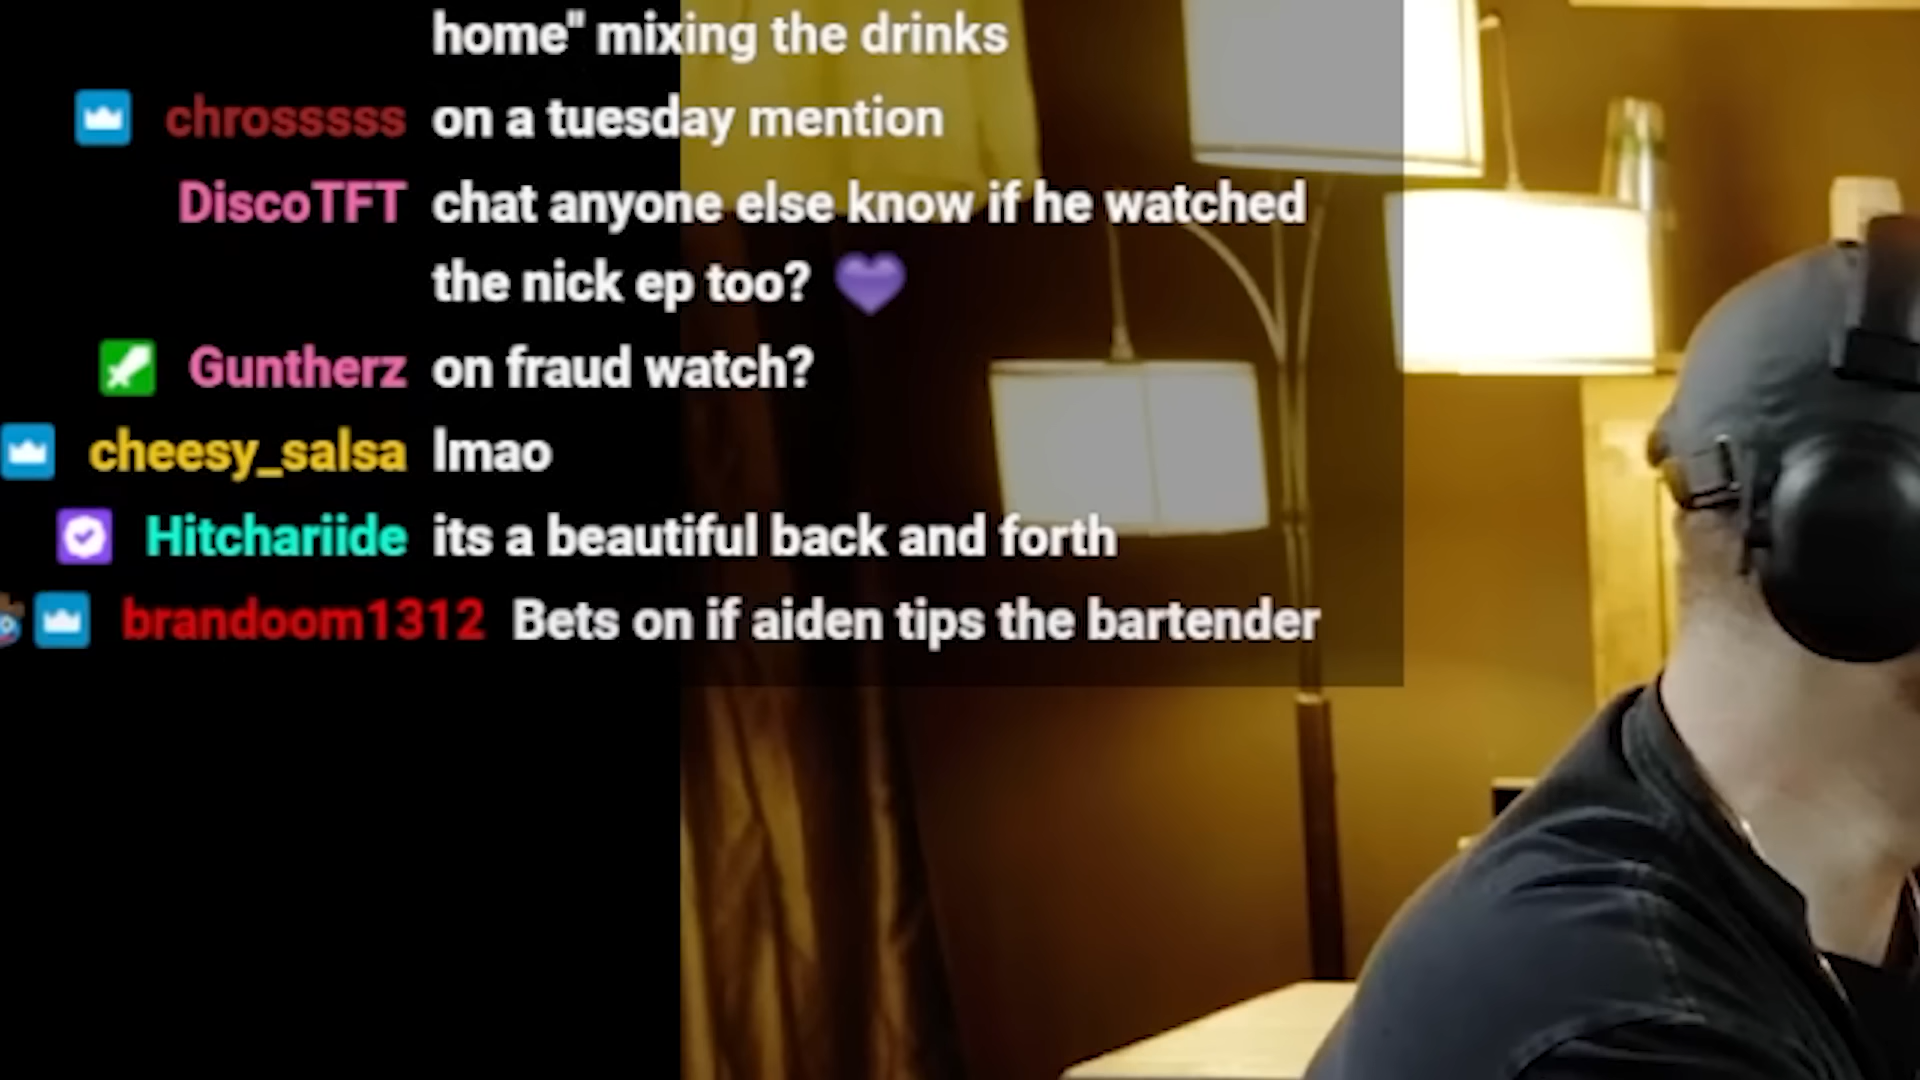 home" mixing the drinks
chrosssss on a tuesday mention
DiscoTFT chat anyone else know if he watched
the nick ep too?
Guntherz on fraud watch?
cheesy_salsa lmao
Hitchariide its a beautiful back and forth
brandoom1312 Bets on if aiden tips the bartender